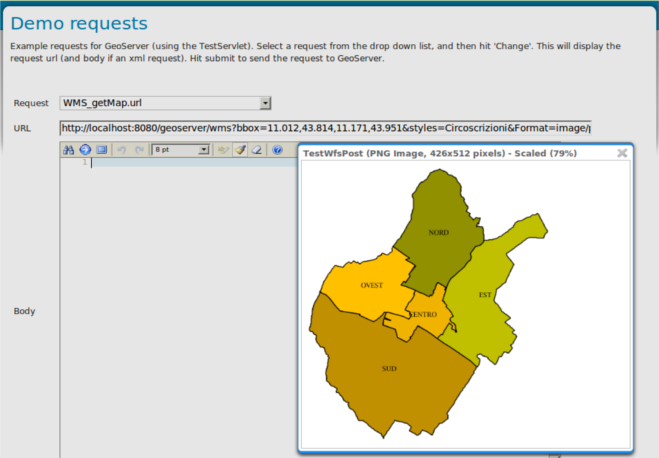 Demo requests
Example requests for GeoServer (using the TestServlet). Select a request from the drop down list, and then hit 'Change'. This will display the
request url (and body if an xml request). Hit submit to send the request to GeoServer.
Request
WMS_getMap.url
URL
http://localhost:8080/geoserver/wms?bbox=11.012,43.814,11.171,43.951&styles=Circoscrizioni&Format=image/p
8 pt
1
TestWfsPost (PNG Image, 426x512 pixels) - Scaled (79%)
NORD
OVEST
EST
CENTRO
SUD
Body